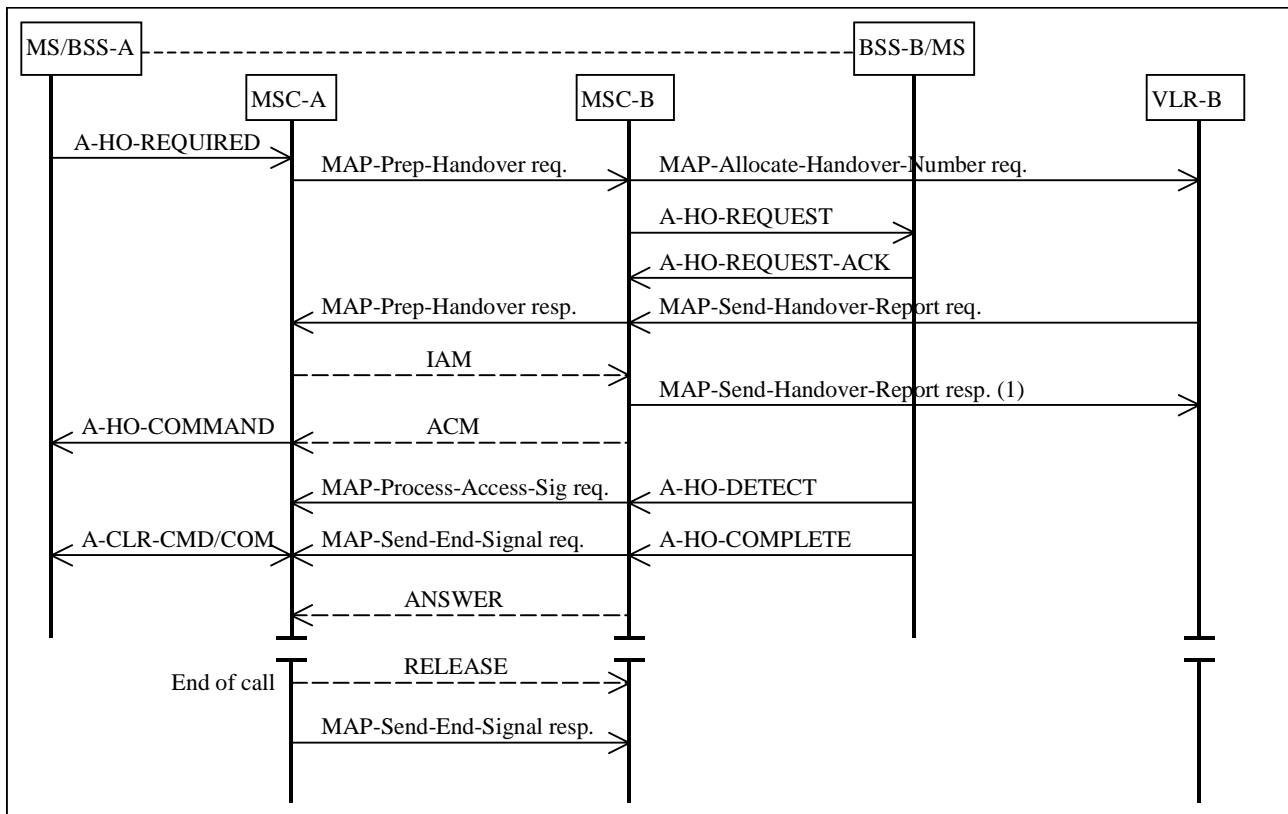 MS/BSS-A
BSS-B/MS
MSC-A
MSC-B
VLR-B
A-HO-REQUIRED
MAP-Prep-Handover req.
MAP-Allocate-Handover-Number req.
A-HO-REQUEST
A-HO-REQUEST-ACK
MAP-Prep-Handover resp.
MAP-Send-Handover-Report req.
IAM
MAP-Send-Handover-Report resp. (1)
A-HO-COMMAND
ACM
MAP-Process-Access-Sig req.
A-HO-DETECT
A-CLR-CMD/COM
MAP-Send-End-Signal req.
A-HO-COMPLETE
ANSWER
End of call
RELEASE
MAP-Send-End-Signal resp.